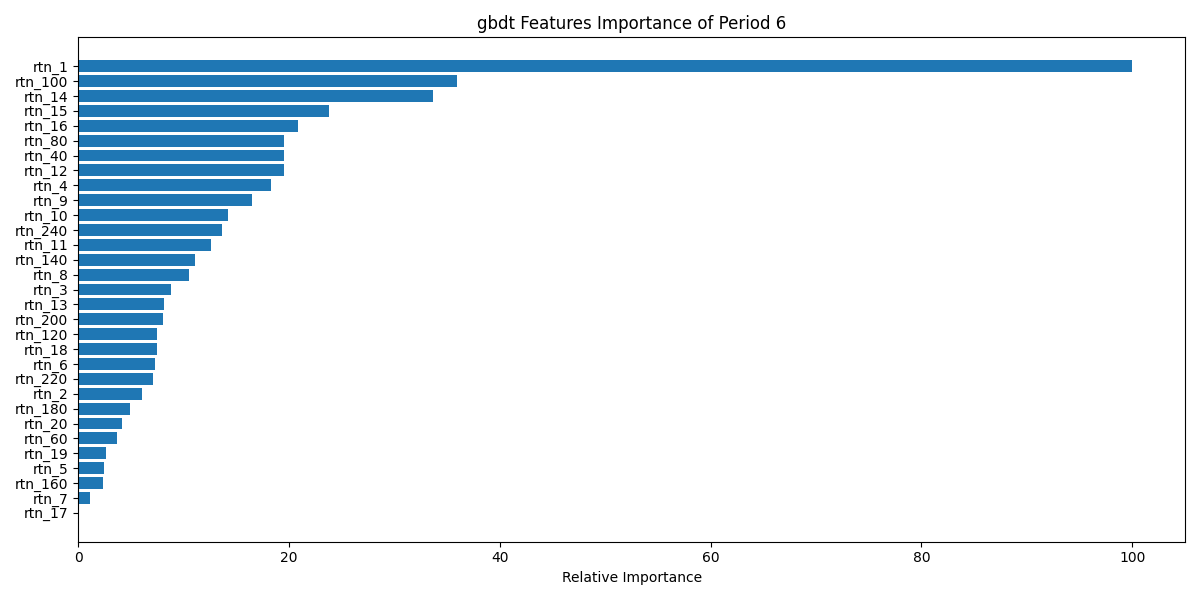 gbdt Features Importance of Period 6
rtn_1
rtn_100
rtn_14
rtn_15
rtn_16
rtn_80
rtn_40
rtn_12
rtn_4
rtn_9
rtn_10
rtn_240
rtn_11
rtn_140
rtn_8
rtn_3
rtn_13
rtn_200
rtn_120
rtn_18
rtn_6
rtn_220
rtn_2
rtn_180
rtn_20
rtn_60
rtn_19
rtn_5
rtn_160
rtn_7
rtn_17
0 20 40 60 80 100
Relative Importance